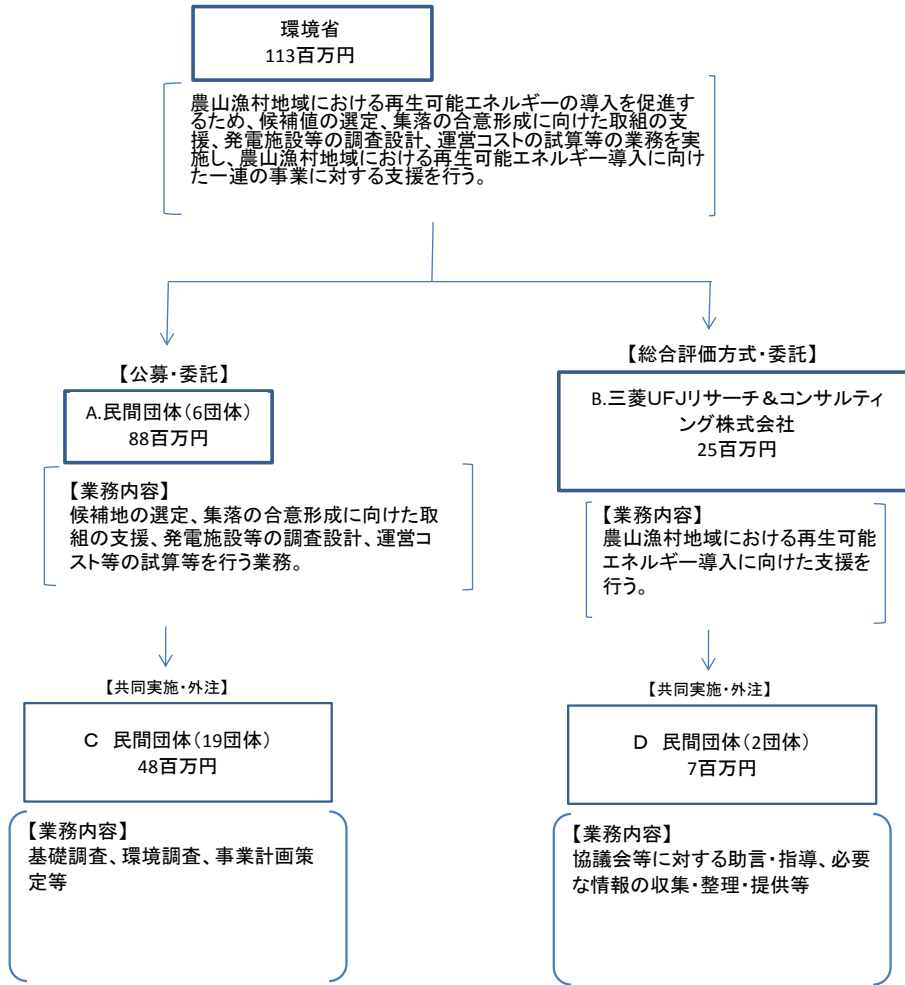 環境省
113百万円
農山漁村地域における再生可能エネルギーの導入を促進す
るため、候補値の選定、集落の合意形成に向けた取組の支
援、発電施設等の調査設計、運営コストの試算等の業務を実
施し、農山漁村地域における再生可能エネルギー導入に向け
た一連の事業に対する支援を行う。
【公募・委託】
A.民間団体（6団体）
88百万円
【業務内容】
候補地の選定、集落の合意形成に向けた取
組の支援、発電施設等の調査設計、運営コ
スト等の試算等を行う業務。
【共同実施・外注】
C　民間団体（19団体）
48百万円
【業務内容】
基礎調査、環境調査、事業計画策
定等
【総合評価方式・委託】
B.三菱UFJリサーチ＆コンサルティ
ング株式会社
25百万円
【業務内容】
農山漁村地域における再生可能
エネルギー導入に向けた支援を
行う。
【共同実施・外注】
D　民間団体（2団体）
7百万円
【業務内容】
協議会等に対する助言・指導、必要
な情報の収集・整理・提供等